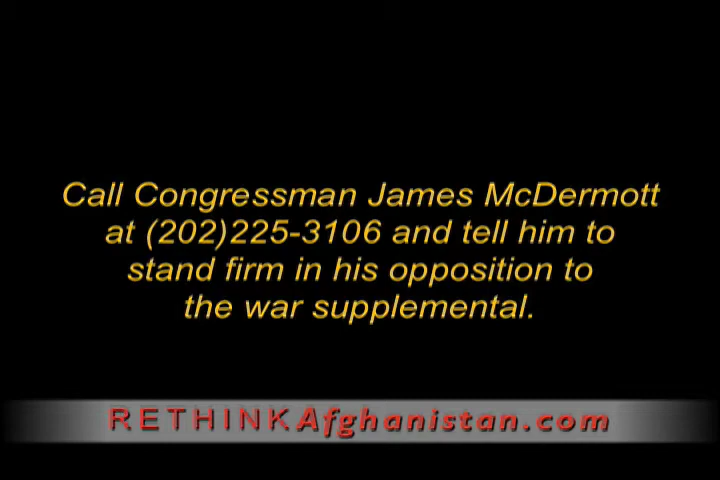 Call Congressman James McDermott
at (202)225-3106 and tell him to
stand firm in his opposition to
the war supplemental.
RETHINKAfghanistan.com